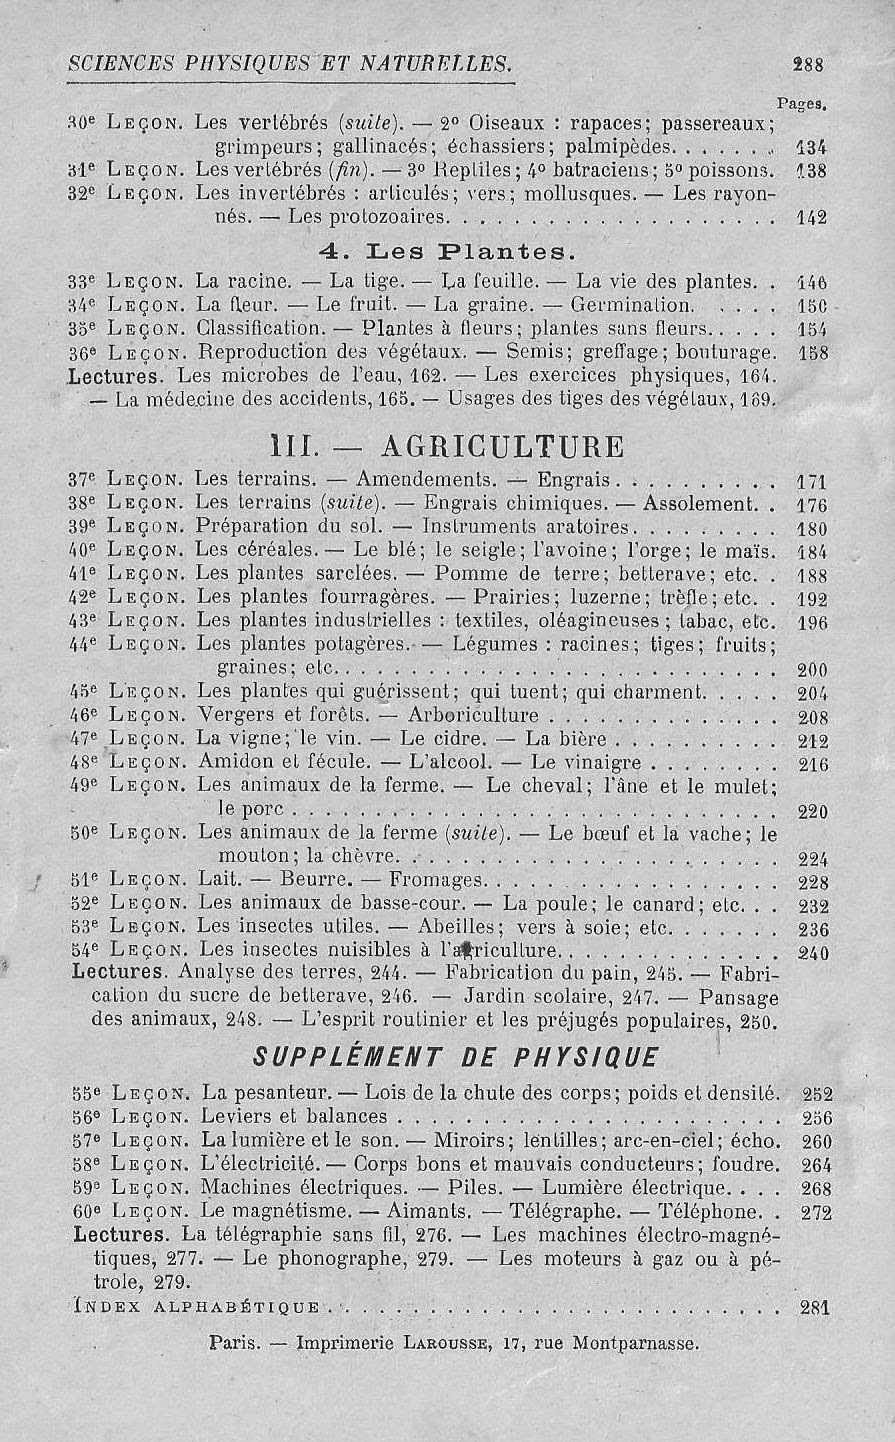 SCIENCES PHYSIQUES ET NATURELLES. 288
Pages.
30e LEÇON. Les vertébrés (suite). — 2o Oiseaux : rapaces; passereaux;
grimpeurs; gallinacés; échassiers; palmipèdes. . . . . . . 134
31e LEÇON. Les vertébrés (fin). — 3o Reptiles; 4o batraciens; 5o poissons. 138
32e LEÇON. Les invertébrés : articulés; vers; mollusques. — Les rayon-
nés. — Les protozoaires. . . . . . . . . . . . . . . . . . . . 142
4. Les Plantes.
33e LEÇON. La racine. — La tige. — La feuille. — La vie des plantes. . 146
34e LEÇON. La fleur. — Le fruit. — La graine. — Germination. . . . . 150
35e LEÇON. Classification. — Plantes à fleurs; plantes sans fleurs. . . . . 154
36e LEÇON. Reproduction des végétaux. — Semis; greffage; bouturage. 158
Lectures. Les microbes de l'eau, 162. — Les exercices physiques, 164.
— La médecine des accidents, 165. — Usages des tiges des végétaux, 169.
III. — AGRICULTURE
37e LEÇON. Les terrains. — Amendements. — Engrais . . . . . . . . . . 171
38e LEÇON. Les terrains (suite). — Engrais chimiques. — Assolement. . 176
39e LEÇON. Préparation du sol. — Instruments aratoires. . . . . . . . . 180
40e LEÇON. Les céréales. — Le blé; le seigle; l'avoine; l'orge; le maïs. 184
41e LEÇON. Les plantes sarclées. — Pomme de terre; betterave; etc. . 188
42e LEÇON. Les plantes fourragères. — Prairies; luzerne; trèfle; etc. . 192
43e LEÇON. Les plantes industrielles : textiles, oléagineuses; tabac, etc. 196
44e LEÇON. Les plantes potagères. — Légumes : racines; tiges; fruits;
graines; etc. . . . . . . . . . . . . . . . . . . . . . . . . . 200
45e LEÇON. Les plantes qui guérissent; qui tuent; qui charment. . . . . 204
46e LEÇON. Vergers et forêts. — Arboriculture . . . . . . . . . . . . . . 208
47e LEÇON. La vigne; le vin. — Le cidre. — La bière . . . . . . . . . . 212
48e LEÇON. Amidon et fécule. — L'alcool. — Le vinaigre . . . . . . . . 216
49e LEÇON. Les animaux de la ferme. — Le cheval; l'âne et le mulet;
le porc . . . . . . . . . . . . . . . . . . . . . . . . . . . . . 220
50e LEÇON. Les animaux de la ferme (suite). — Le bœuf et la vache; le
mouton; la chèvre. . . . . . . . . . . . . . . . . . . . . . . 224
51e LEÇON. Lait. — Beurre. — Fromages. . . . . . . . . . . . . . . . . . 228
52e LEÇON. Les animaux de basse-cour. — La poule; le canard; etc. . . 232
53e LEÇON. Les insectes utiles. — Abeilles; vers à soie; etc. . . . . . . 236
54e LEÇON. Les insectes nuisibles à l'agriculture. . . . . . . . . . . . . . 240
Lectures. Analyse des terres, 244. — Fabrication du pain, 245. — Fabri-
cation du sucre de betterave, 246. — Jardin scolaire, 247. — Pansage
des animaux, 248. — L'esprit routinier et les préjugés populaires, 250.
SUPPLÉMENT DE PHYSIQUE
55e LEÇON. La pesanteur. — Lois de la chute des corps; poids et densité. 252
56e LEÇON. Leviers et balances . . . . . . . . . . . . . . . . . . . . . . . 256
57e LEÇON. La lumière et le son. — Miroirs; lentilles; arc-en-ciel; écho. 260
58e LEÇON. L'électricité. — Corps bons et mauvais conducteurs; foudre. 264
59e LEÇON. Machines électriques. — Piles. — Lumière électrique. . . . 268
60e LEÇON. Le magnétisme. — Aimants. — Télégraphe. — Téléphone. . 272
Lectures. La télégraphie sans fil, 276. — Les machines électro-magné-
tiques, 277. — Le phonographe, 279. — Les moteurs à gaz ou à pé-
trole, 279.
INDEX ALPHABÉTIQUE . . . . . . . . . . . . . . . . . . . . . . . . . . . 281
Paris. — Imprimerie LAROUSSE, 17, rue Montparnasse.